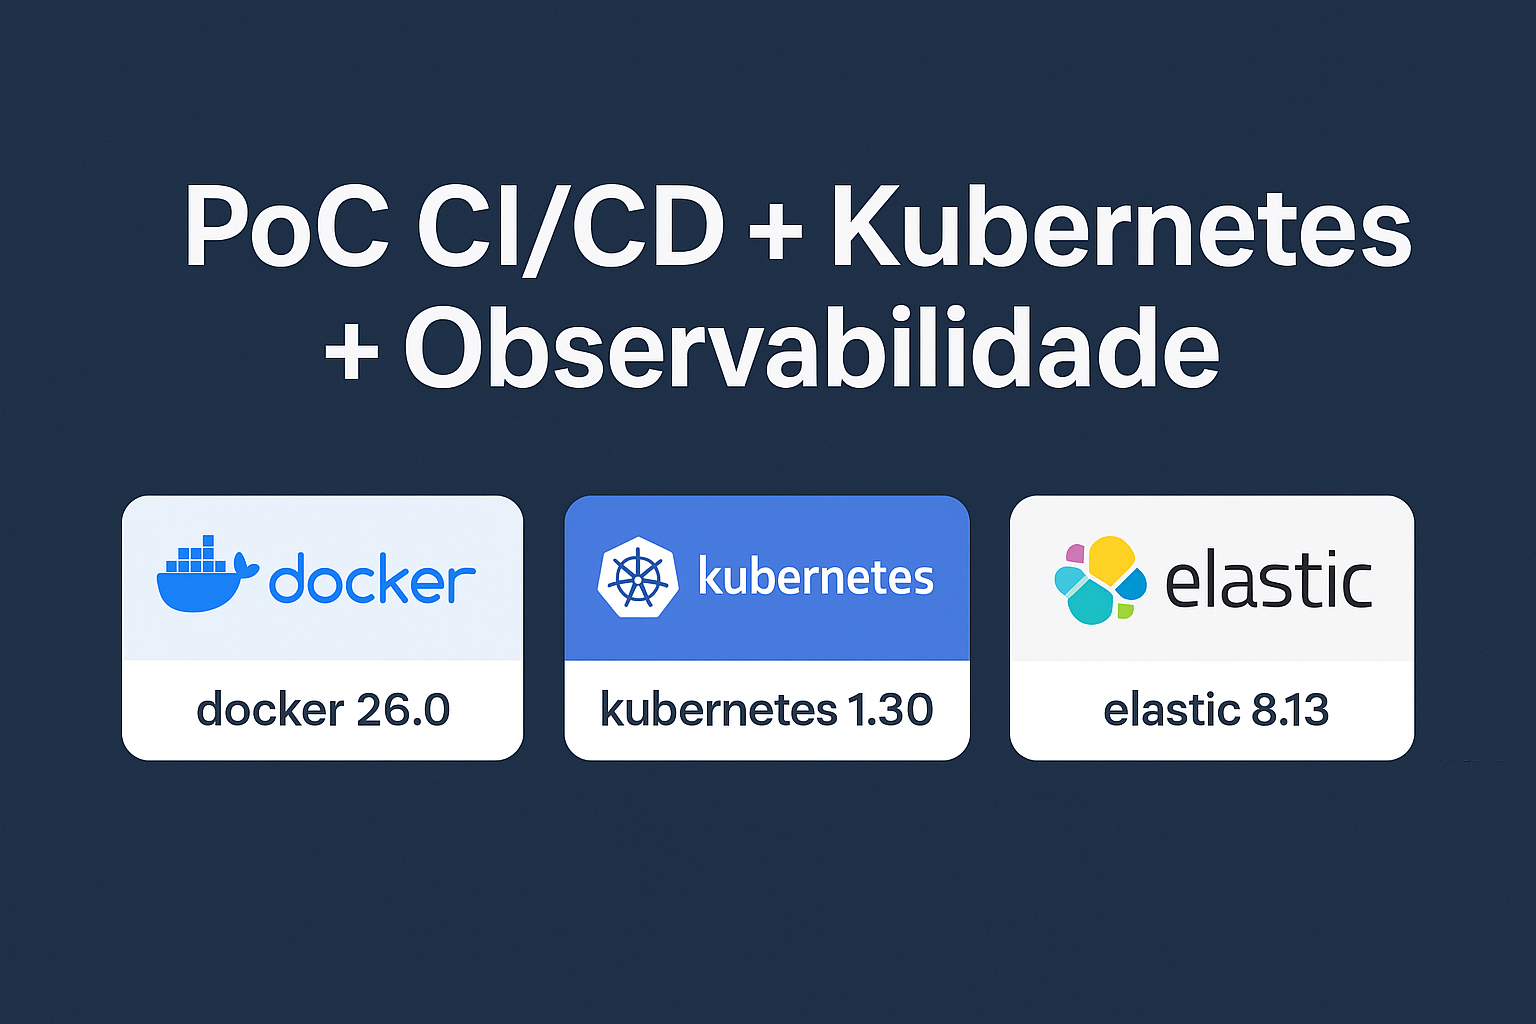 PoC CI/CD + Kubernetes
+ Observabilidade
docker
kubernetes
elastic
docker 26.0
kubernetes 1.30
elastic 8.13